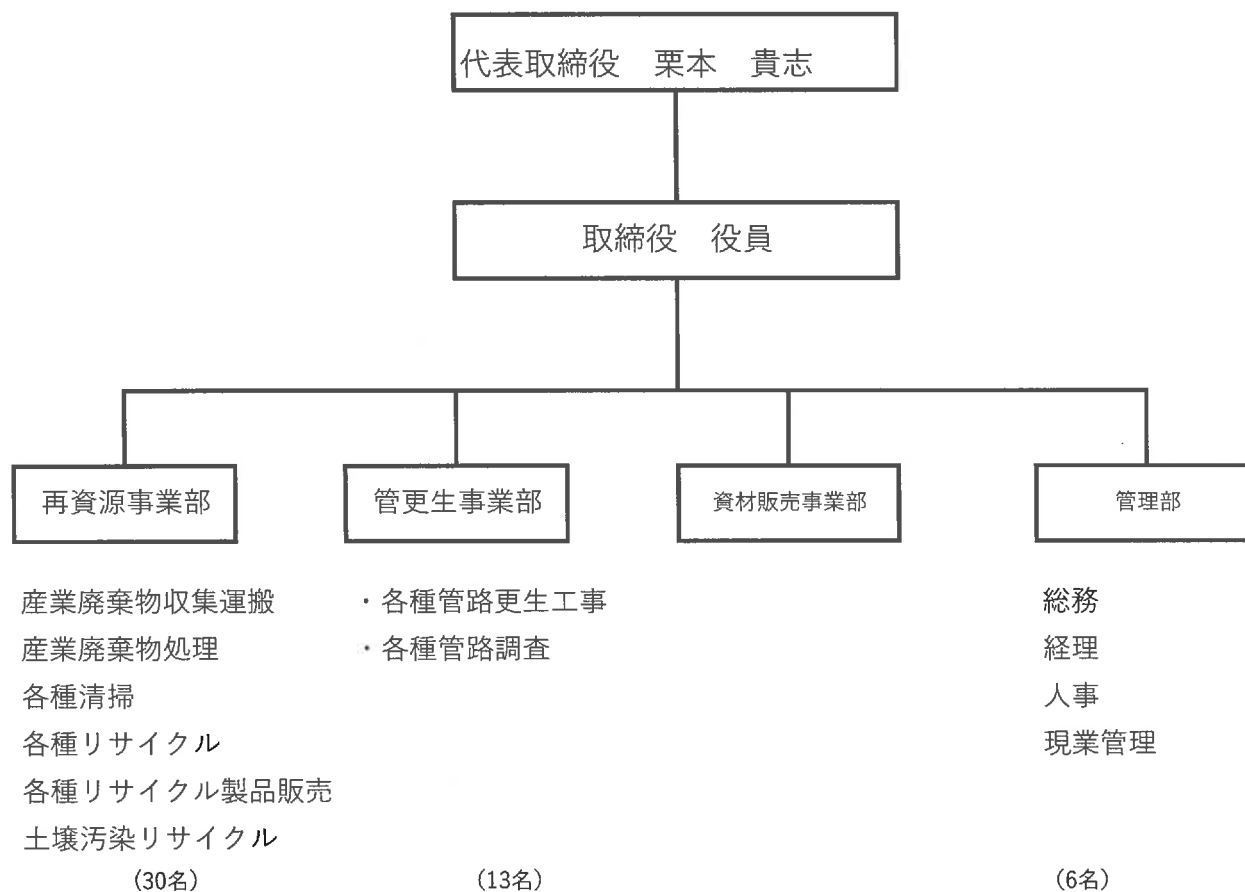 代表取締役　栗本　貴志
取締役　役員
再資源事業部
管更生事業部
資材販売事業部
管理部
産業廃棄物収集運搬
産業廃棄物処理
各種清掃
各種リサイクル
各種リサイクル製品販売
土壌汚染リサイクル
（30名）
・各種管路更生工事
・各種管路調査
（13名）
総務
経理
人事
現業管理
（6名）